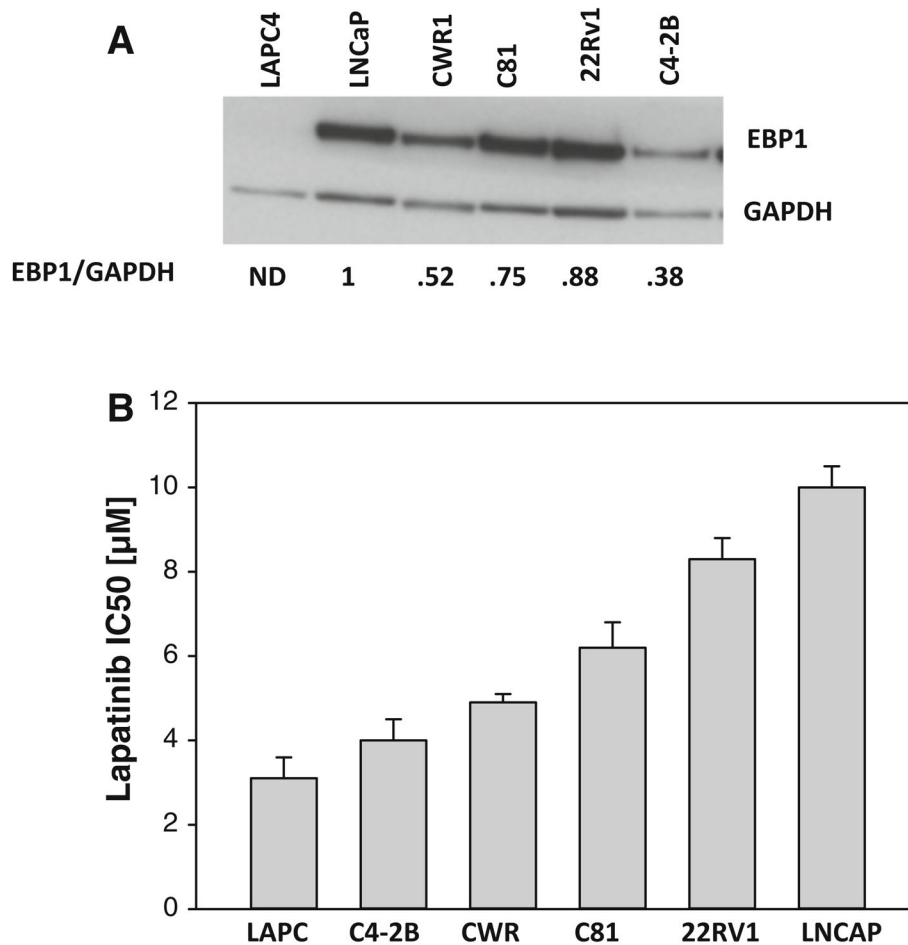 A
LAPC4 LNCaP CWR1 C81 22Rv1 C4-2B
EBP1
GAPDH
EBP1/GAPDH ND 1 .52 .75 .88 .38
B
12
10
8
6
4
2
0
Lapatinib IC50 [µM]
LAPC C4-2B CWR C81 22RV1 LNCAP